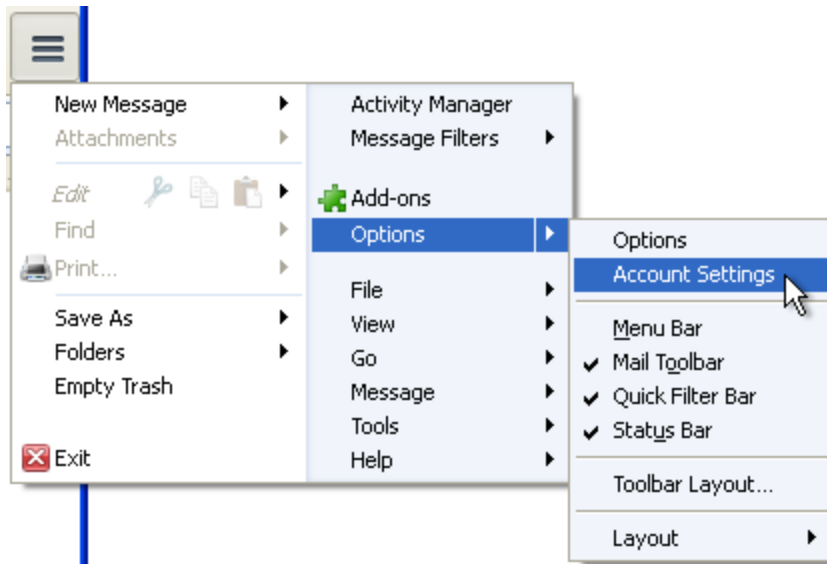 New Message
Attachments
Edit
Find
Print...
Save As
Folders
Empty Trash
Exit
Activity Manager
Message Filters
Add-ons
Options
File
View
Go
Message
Tools
Help
Options
Account Settings
Menu Bar
Mail Toolbar
Quick Filter Bar
Status Bar
Toolbar Layout...
Layout